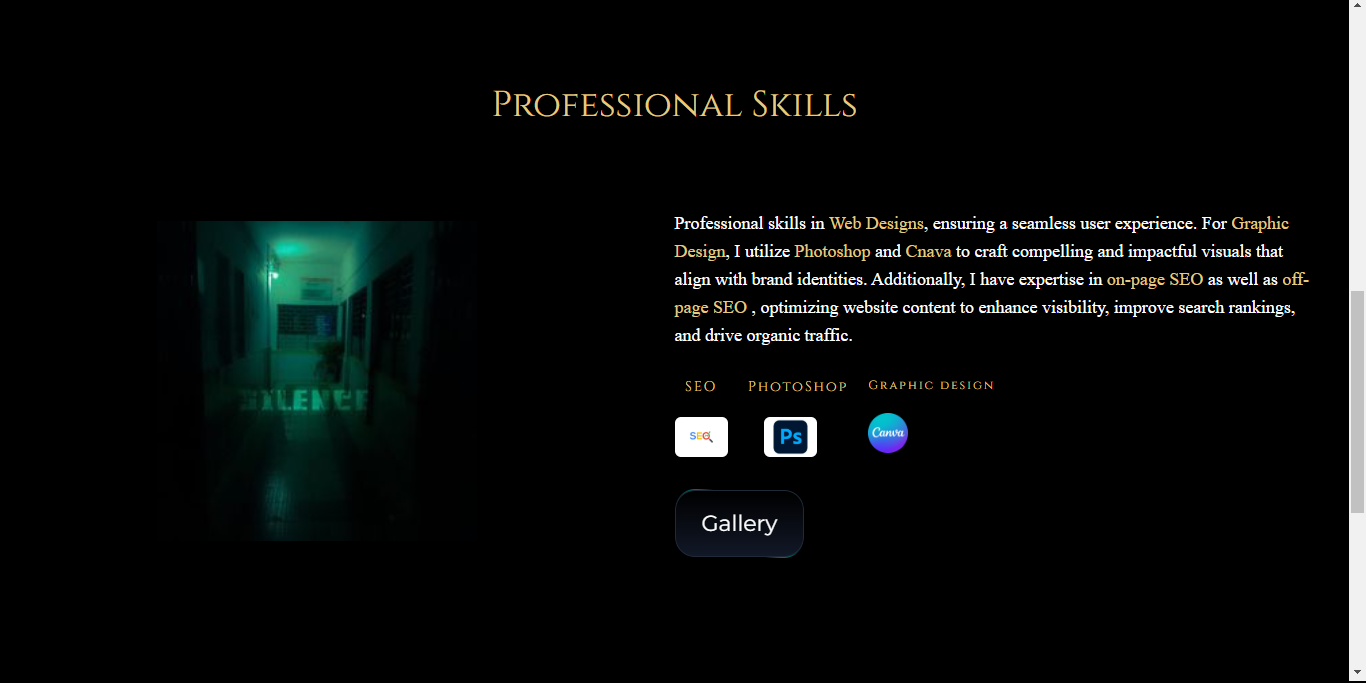 Professional Skills
Professional skills in Web Designs, ensuring a seamless user experience. For Graphic
Design, I utilize Photoshop and Cnava to craft compelling and impactful visuals that
align with brand identities. Additionally, I have expertise in on-page SEO as well as off-
page SEO , optimizing website content to enhance visibility, improve search rankings,
and drive organic traffic.
SILENCE
SEO PhotoShop Graphic design
SEO Ps Canva
Gallery